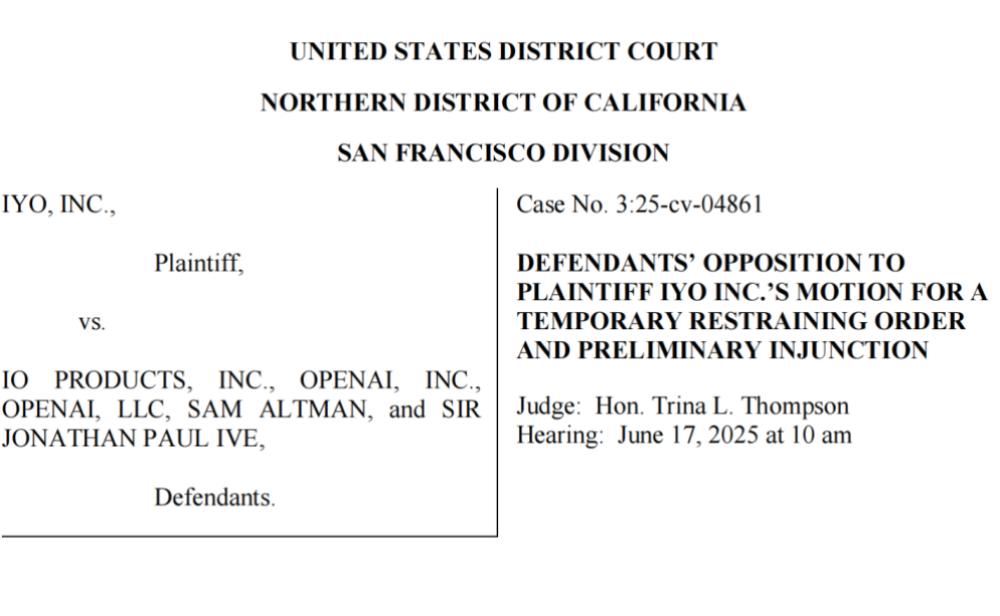 UNITED STATES DISTRICT COURT
NORTHERN DISTRICT OF CALIFORNIA
SAN FRANCISCO DIVISION
IYO, INC.,
Plaintiff,
vs.
IO PRODUCTS, INC., OPENAI, INC.,
OPENAI, LLC, SAM ALTMAN, and SIR
JONATHAN PAUL IVE,
Defendants.
Case No. 3:25-cv-04861
DEFENDANTS’ OPPOSITION TO
PLAINTIFF IYO INC.’S MOTION FOR A
TEMPORARY RESTRAINING ORDER
AND PRELIMINARY INJUNCTION
Judge: Hon. Trina L. Thompson
Hearing: June 17, 2025 at 10 am